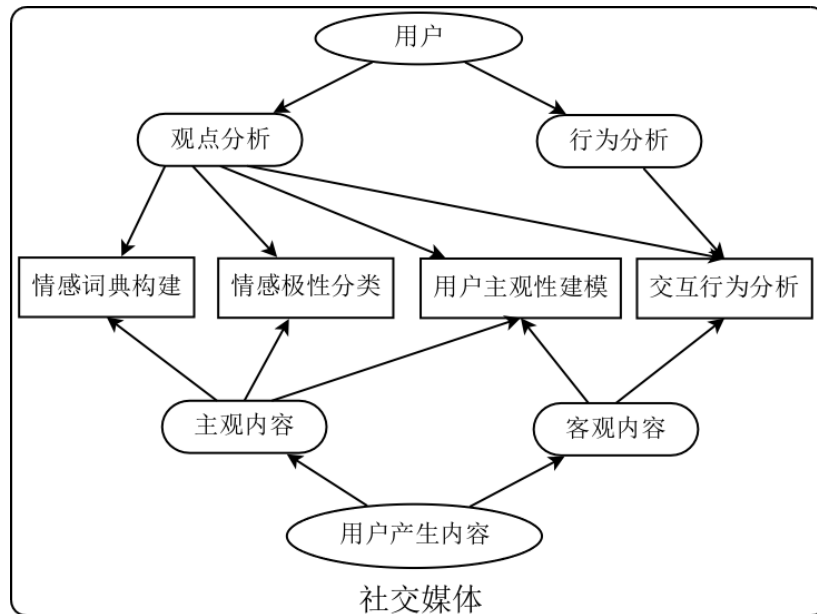 用户
观点分析
行为分析
情感词典构建
情感极性分类
用户主观性建模
交互行为分析
主观内容
客观内容
用户产生内容
社交媒体